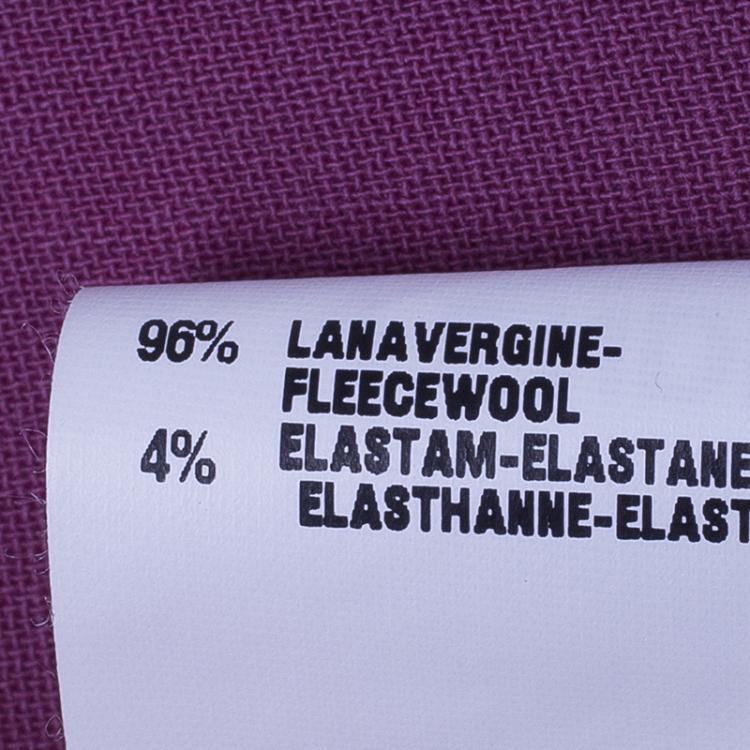 96% LANAVERGINE-
FLEECEWOOL
4% ELASTAM-ELASTANE
ELASTHANNE-ELAST